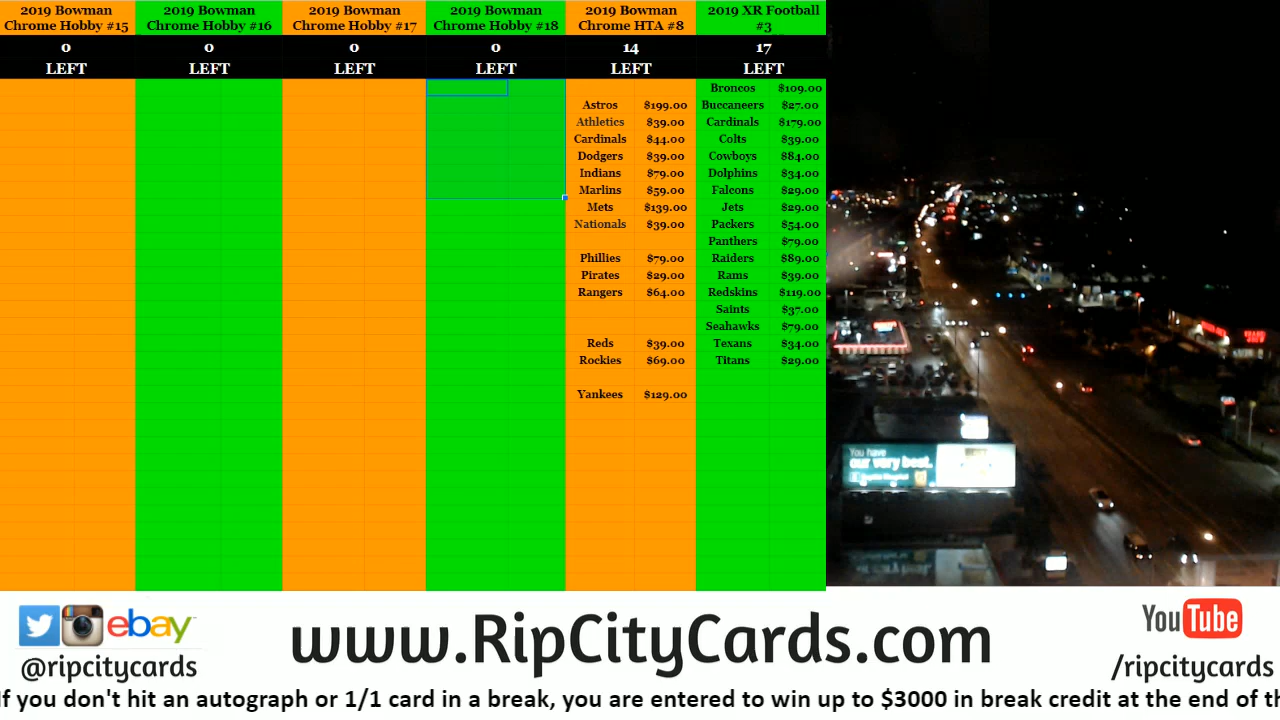 2019 Bowman Chrome Hobby #15
2019 Bowman Chrome Hobby #16
2019 Bowman Chrome Hobby #17
2019 Bowman Chrome Hobby #18
2019 Bowman Chrome HTA #8
2019 XR Football #3
0 LEFT
0 LEFT
0 LEFT
0 LEFT
14 LEFT
17 LEFT
Astros $199.00
Athletics $39.00
Cardinals $44.00
Dodgers $39.00
Indians $79.00
Marlins $59.00
Mets $139.00
Nationals $39.00
Phillies $79.00
Pirates $29.00
Rangers $64.00
Reds $39.00
Rockies $69.00
Yankees $129.00
Broncos $109.00
Buccaneers $27.00
Cardinals $179.00
Colts $39.00
Cowboys $84.00
Dolphins $34.00
Falcons $29.00
Jets $29.00
Packers $54.00
Panthers $79.00
Raiders $89.00
Rams $39.00
Redskins $119.00
Saints $37.00
Seahawks $79.00
Texans $34.00
Titans $29.00
You have
our very best.
ebay
@ripcitycards
www.RipCityCards.com
YouTube
/ripcitycards
If you don't hit an autograph or 1/1 card in a break, you are entered to win up to $3000 in break credit at the end of th